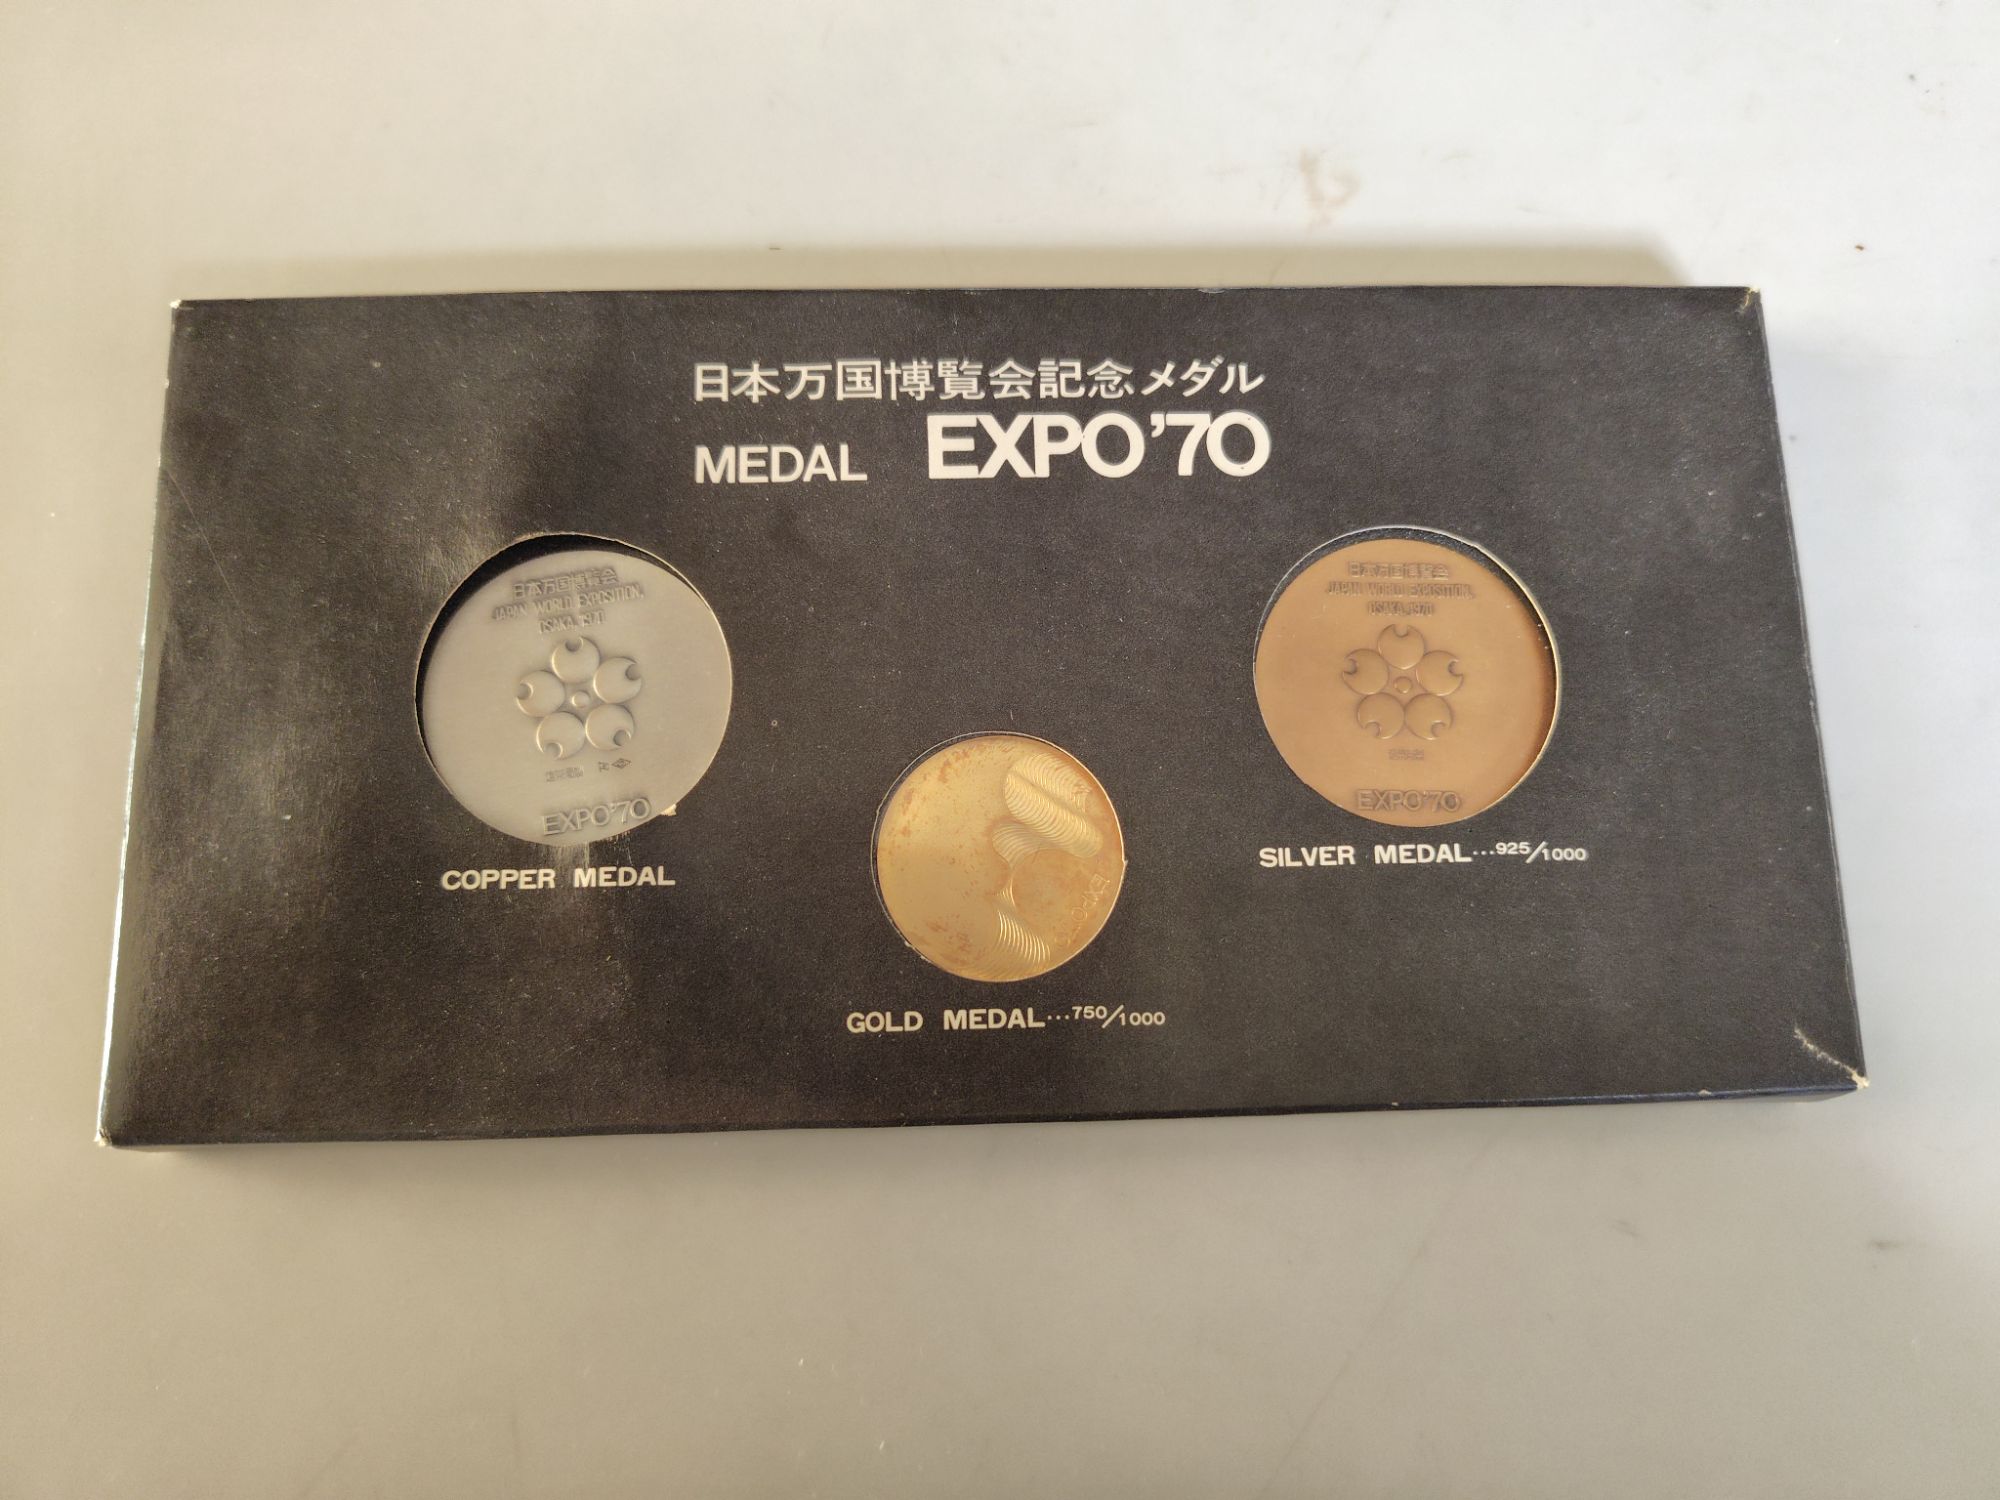 日本万国博覧会記念メダル
MEDAL EXPO'70
日本万国博覧会
JAPAN WORLD EXPOSITION,
OSAKA, 1970
EXPO'70
COPPER MEDAL
EXPO'70
GOLD MEDAL...750/1000
日本万国博覧会
JAPAN WORLD EXPOSITION,
OSAKA, 1970
EXPO'70
SILVER MEDAL...925/1000